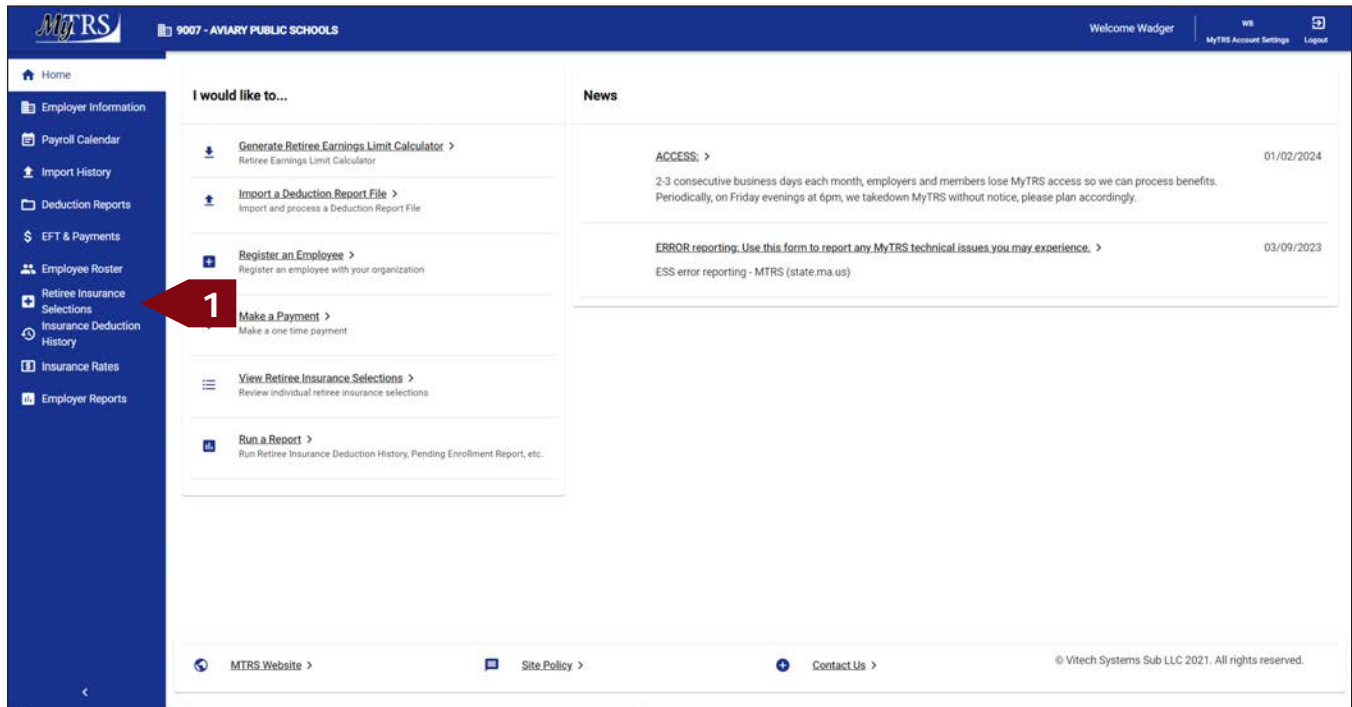 MyTRS
9007 - AVIARY PUBLIC SCHOOLS
Welcome Wadger
WB
MyTRS Account Settings
Logout
Home
Employer Information
Payroll Calendar
Import History
Deduction Reports
EFT & Payments
Employee Roster
Retiree Insurance
Selections
Insurance Deduction
History
Insurance Rates
Employer Reports
1
I would like to...
Generate Retiree Earnings Limit Calculator >
Retiree Earnings Limit Calculator
Import a Deduction Report File >
Import and process a Deduction Report File
Register an Employee >
Register an employee with your organization
Make a Payment >
Make a one time payment
View Retiree Insurance Selections >
Review individual retiree insurance selections
Run a Report >
Run Retiree Insurance Deduction History, Pending Enrollment Report, etc.
News
ACCESS: >
01/02/2024
2-3 consecutive business days each month, employers and members lose MyTRS access so we can process benefits.
Periodically, on Friday evenings at 6pm, we takedown MyTRS without notice, please plan accordingly.
ERROR reporting: Use this form to report any MyTRS technical issues you may experience. >
03/09/2023
ESS error reporting - MTRS (state.ma.us)
MTRS Website >
Site Policy >
Contact Us >
© Vitech Systems Sub LLC 2021. All rights reserved.